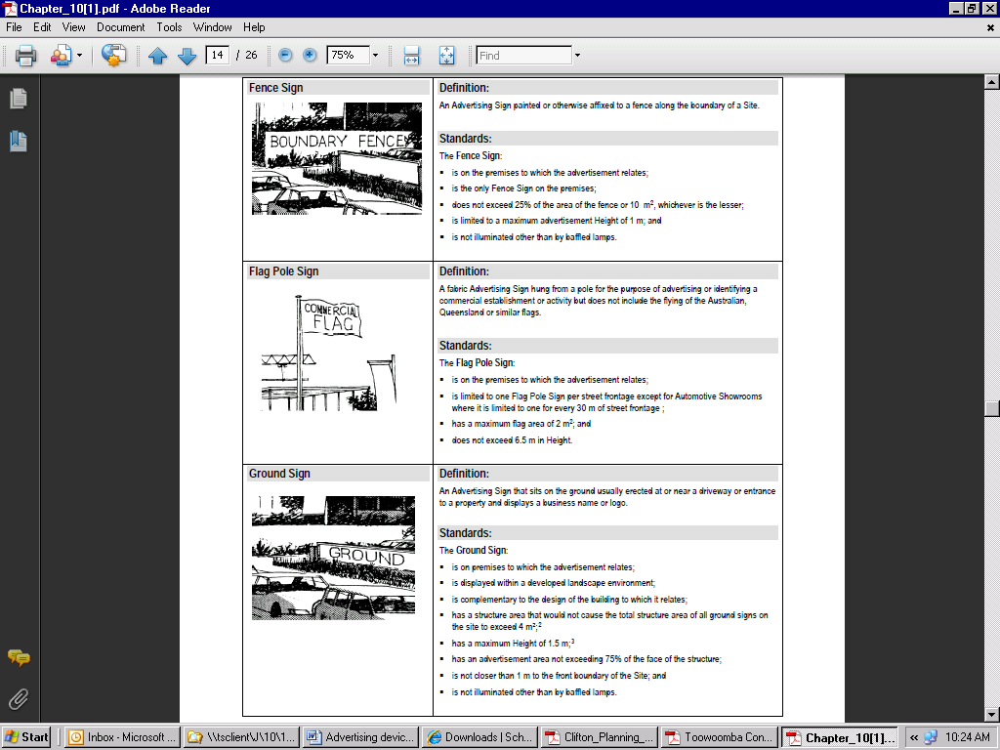 Chapter_10[1].pdf - Adobe Reader
File Edit View Document Tools Window Help
14 / 26 75% Find
Fence Sign
BOUNDARY FENCE
Definition:
An Advertising Sign painted or otherwise affixed to a fence along the boundary of a Site.
Standards:
The Fence Sign:
▪ is on the premises to which the advertisement relates;
▪ is the only Fence Sign on the premises;
▪ does not exceed 25% of the area of the fence or 10 m², whichever is the lesser;
▪ is limited to a maximum advertisement Height of 1 m; and
▪ is not illuminated other than by baffled lamps.
Flag Pole Sign
COMMERCIAL
FLAG
Definition:
A fabric Advertising Sign hung from a pole for the purpose of advertising or identifying a
commercial establishment or activity but does not include the flying of the Australian,
Queensland or similar flags.
Standards:
The Flag Pole Sign:
▪ is on the premises to which the advertisement relates;
▪ is limited to one Flag Pole Sign per street frontage except for Automotive Showrooms
where it is limited to one for every 30 m of street frontage ;
▪ has a maximum flag area of 2 m²; and
▪ does not exceed 6.5 m in Height.
Ground Sign
GROUND
Definition:
An Advertising Sign that sits on the ground usually erected at or near a driveway or entrance
to a property and displays a business name or logo.
Standards:
The Ground Sign:
▪ is on premises to which the advertisement relates;
▪ is displayed within a developed landscape environment;
▪ is complementary to the design of the building to which it relates;
▪ has a structure area that would not cause the total structure area of all ground signs on
the site to exceed 4 m²;²
▪ has a maximum Height of 1.5 m;³
▪ has an advertisement area not exceeding 75% of the face of the structure;
▪ is not closer than 1 m to the front boundary of the Site; and
▪ is not illuminated other than by baffled lamps.
Start Inbox - Microsoft ... \\tsclient\J\10\1... Advertising devic... Downloads | Sch... Clifton_Planning_... Toowoomba Con... Chapter_10[1]... « 10:24 AM